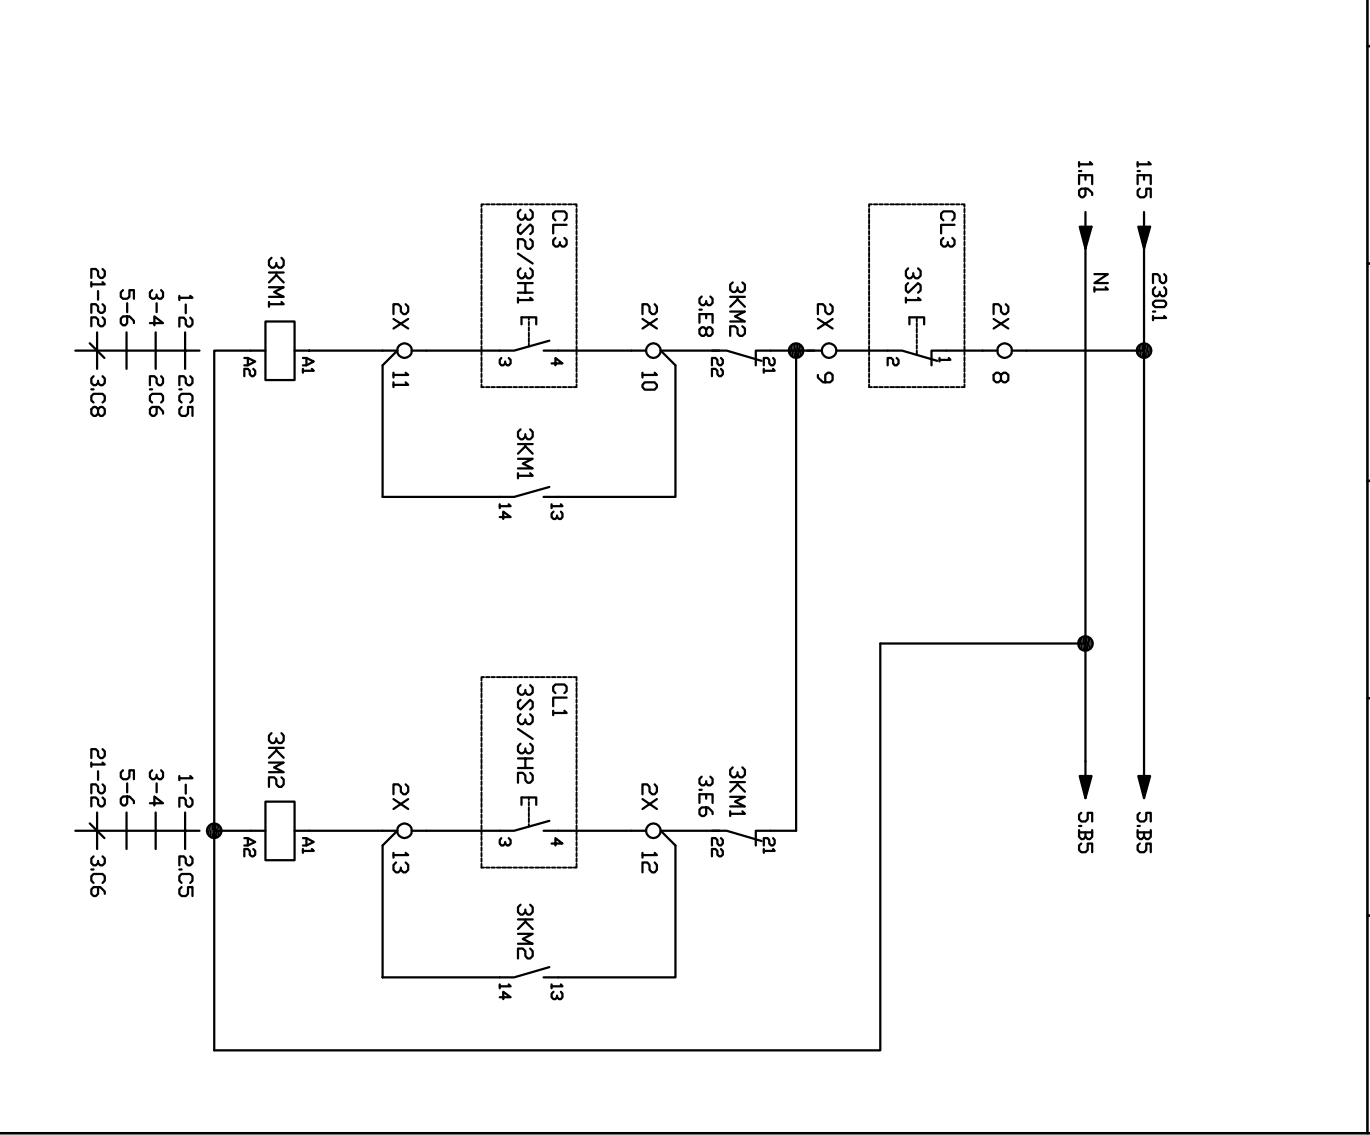 1.E5
230.1
5.B5
1.E6
N1
5.B5
2X
8
CL3
3S1
1
2
2X
9
3KM2
3.E8
21
22
3KM1
3.E6
21
22
2X
10
2X
12
CL3
3S2/3H1
4
3
3KM1
13
14
CL1
3S3/3H2
4
3
3KM2
13
14
2X
11
2X
13
3KM1
A1
A2
3KM2
A1
A2
1-2 2.C5
3-4 2.C6
5-6
21-22 3.C8
1-2 2.C5
3-4
5-6
21-22 3.C6